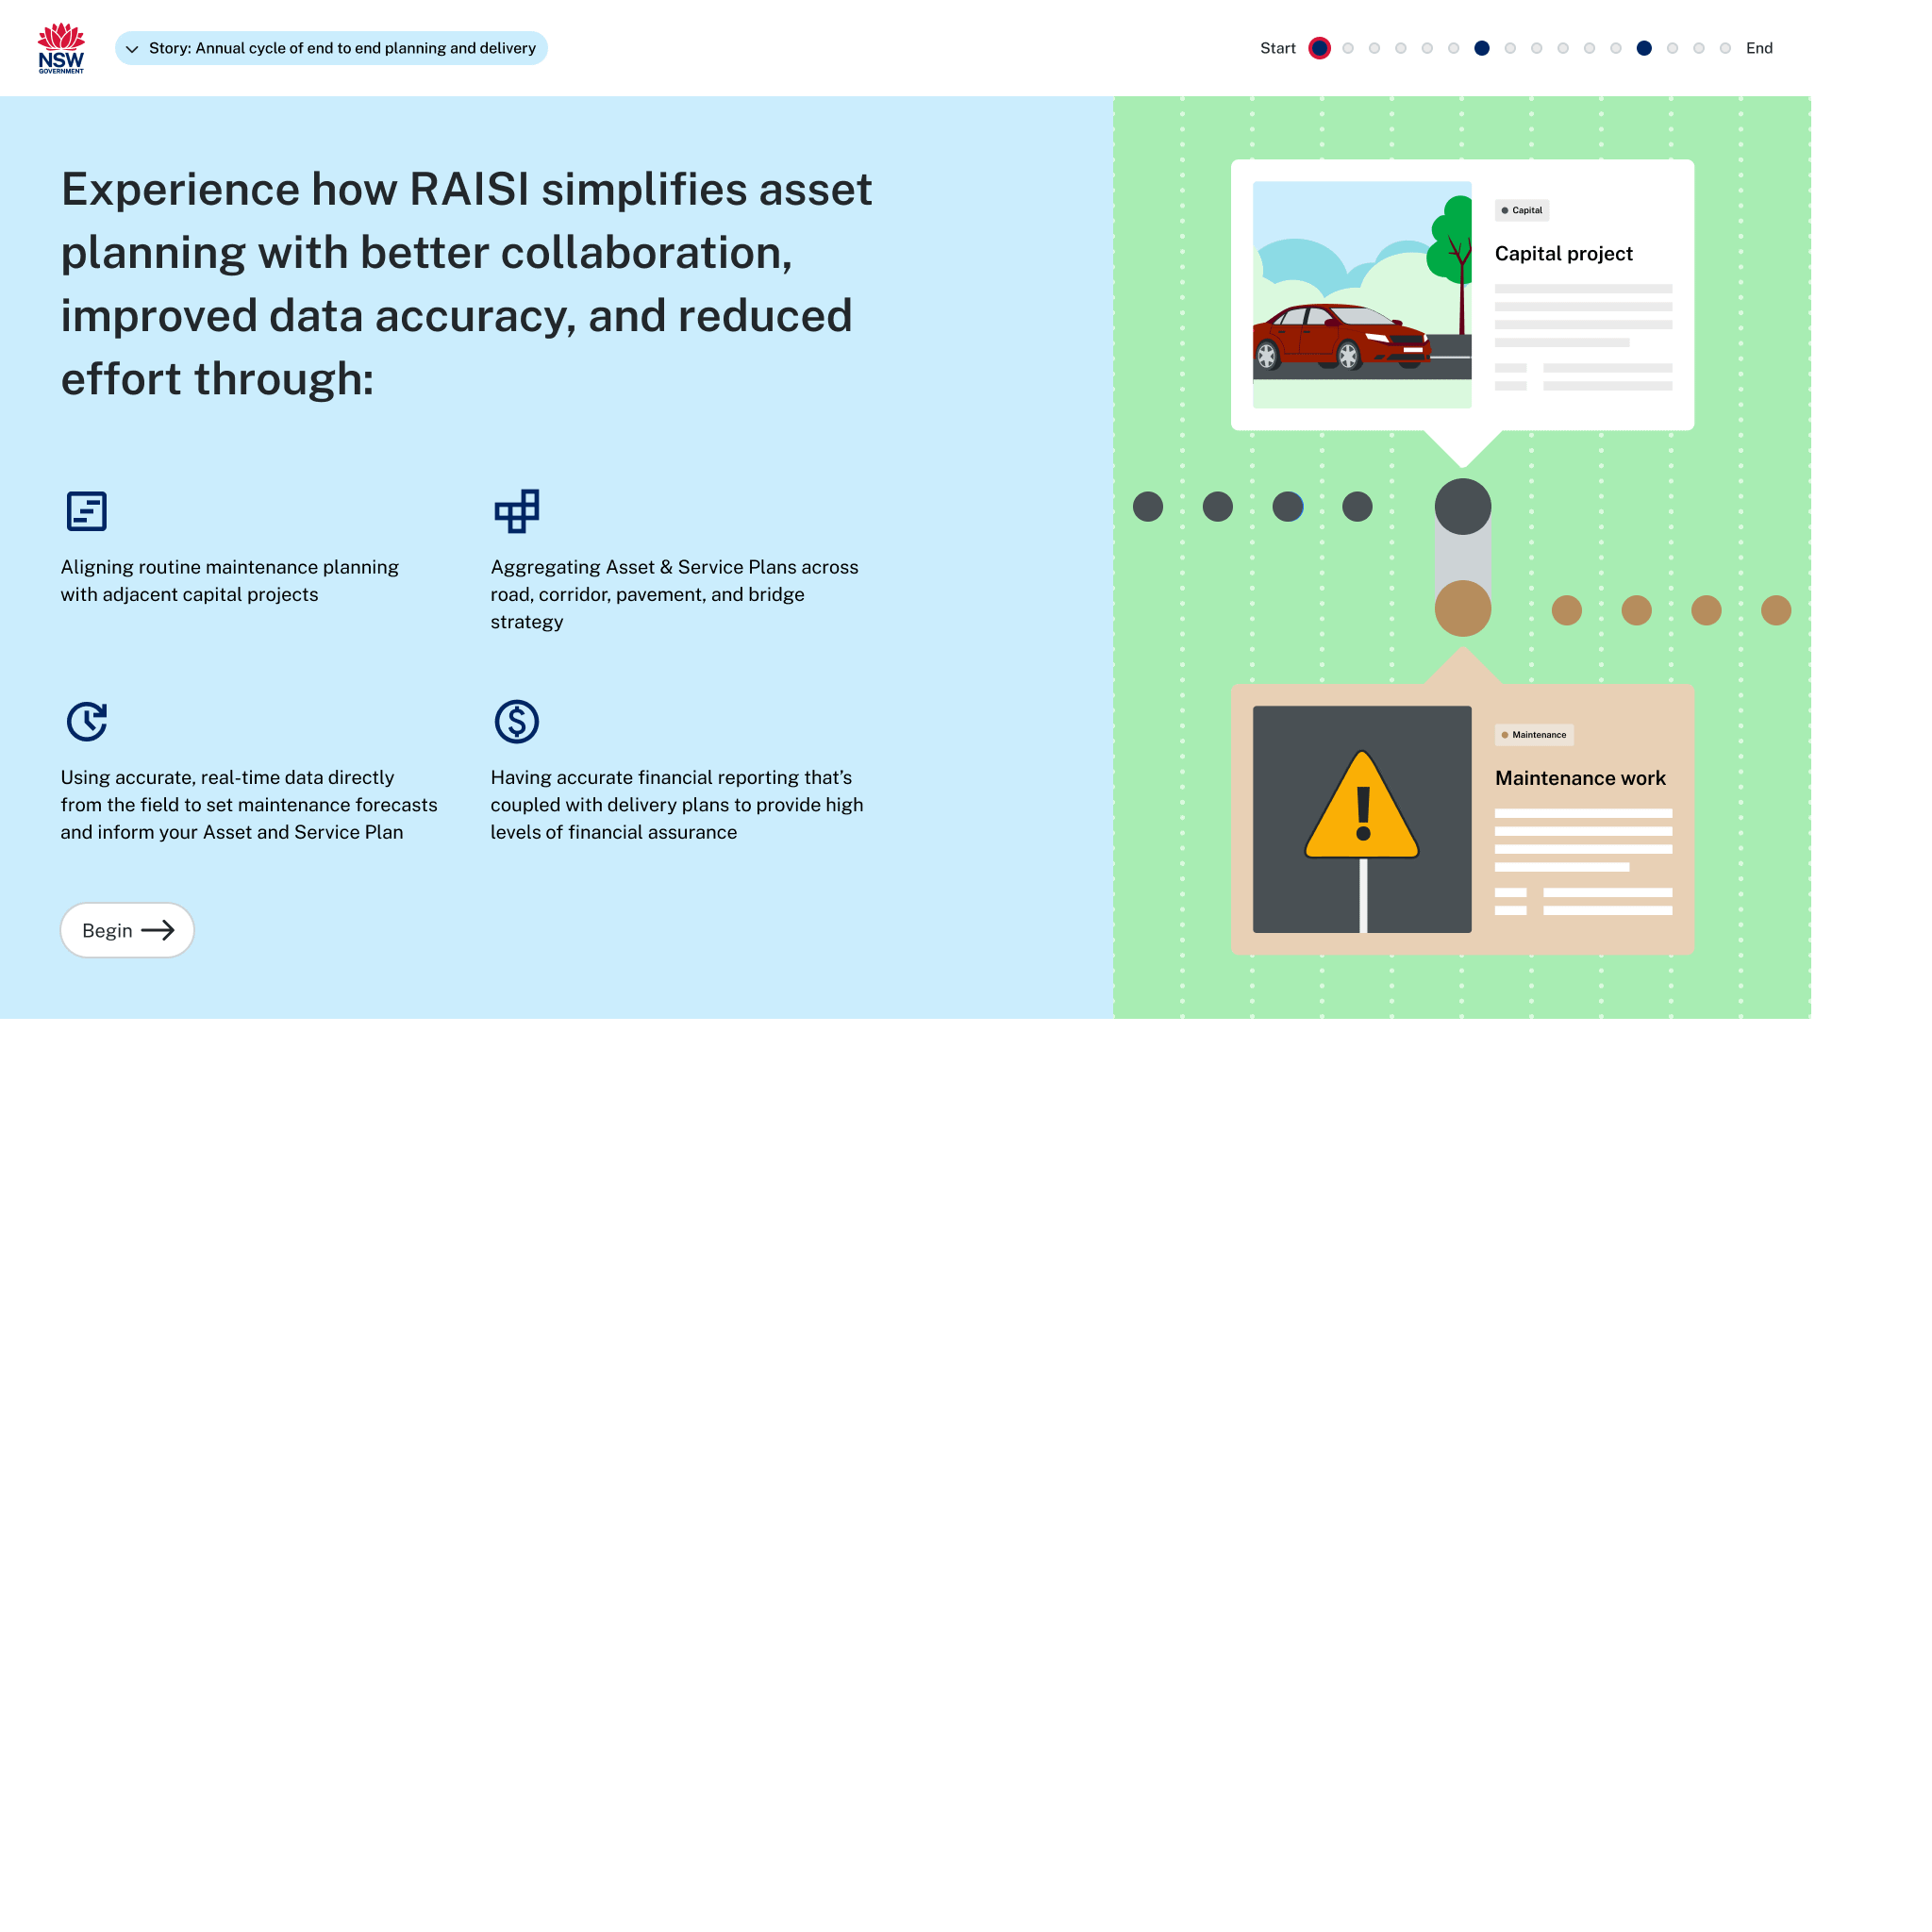 NSW
GOVERNMENT
Story: Annual cycle of end to end planning and delivery
Start
End
Experience how RAISI simplifies asset
planning with better collaboration,
improved data accuracy, and reduced
effort through:
Aligning routine maintenance planning
with adjacent capital projects
Aggregating Asset & Service Plans across
road, corridor, pavement, and bridge
strategy
Using accurate, real-time data directly
from the field to set maintenance forecasts
and inform your Asset and Service Plan
Having accurate financial reporting that’s
coupled with delivery plans to provide high
levels of financial assurance
Begin
Capital
Capital project
Maintenance
Maintenance work